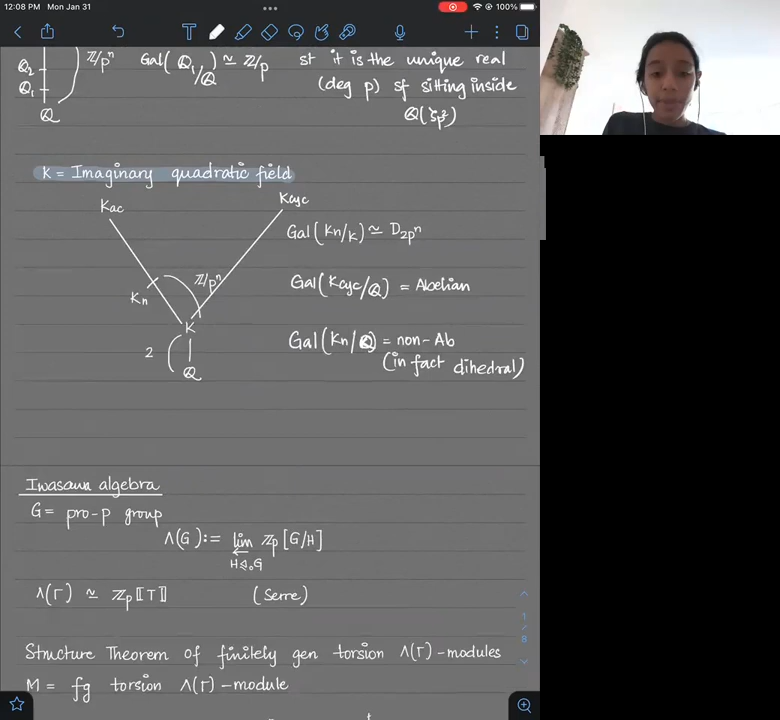 12:08 PM Mon Jan 31
100%
T
Q₂
Q₁
Q
ℤ/pⁿ
Gal(Q₁/Q) ≃ ℤ/p
st it is the unique real
(deg p) sf sitting inside
Q(ζp²)
K = Imaginary quadratic field
Kac
Kcyc
Gal(Kn/K) ≃ D2pⁿ
ℤ/pⁿ
Kn
Gal(Kcyc/Q) = Abelian
K
2
Q
Gal(Kn/Q) = non-Ab
(in fact dihedral)
Iwasawa algebra
G = pro-p group
Λ(G) := lim ℤp[G/H]
←
H⊴ₒG
Λ(Γ) ≃ ℤp⟦T⟧ (Serre)
1
/
8
Structure Theorem of finitely gen torsion Λ(Γ)-modules
M = fg torsion Λ(Γ)-module